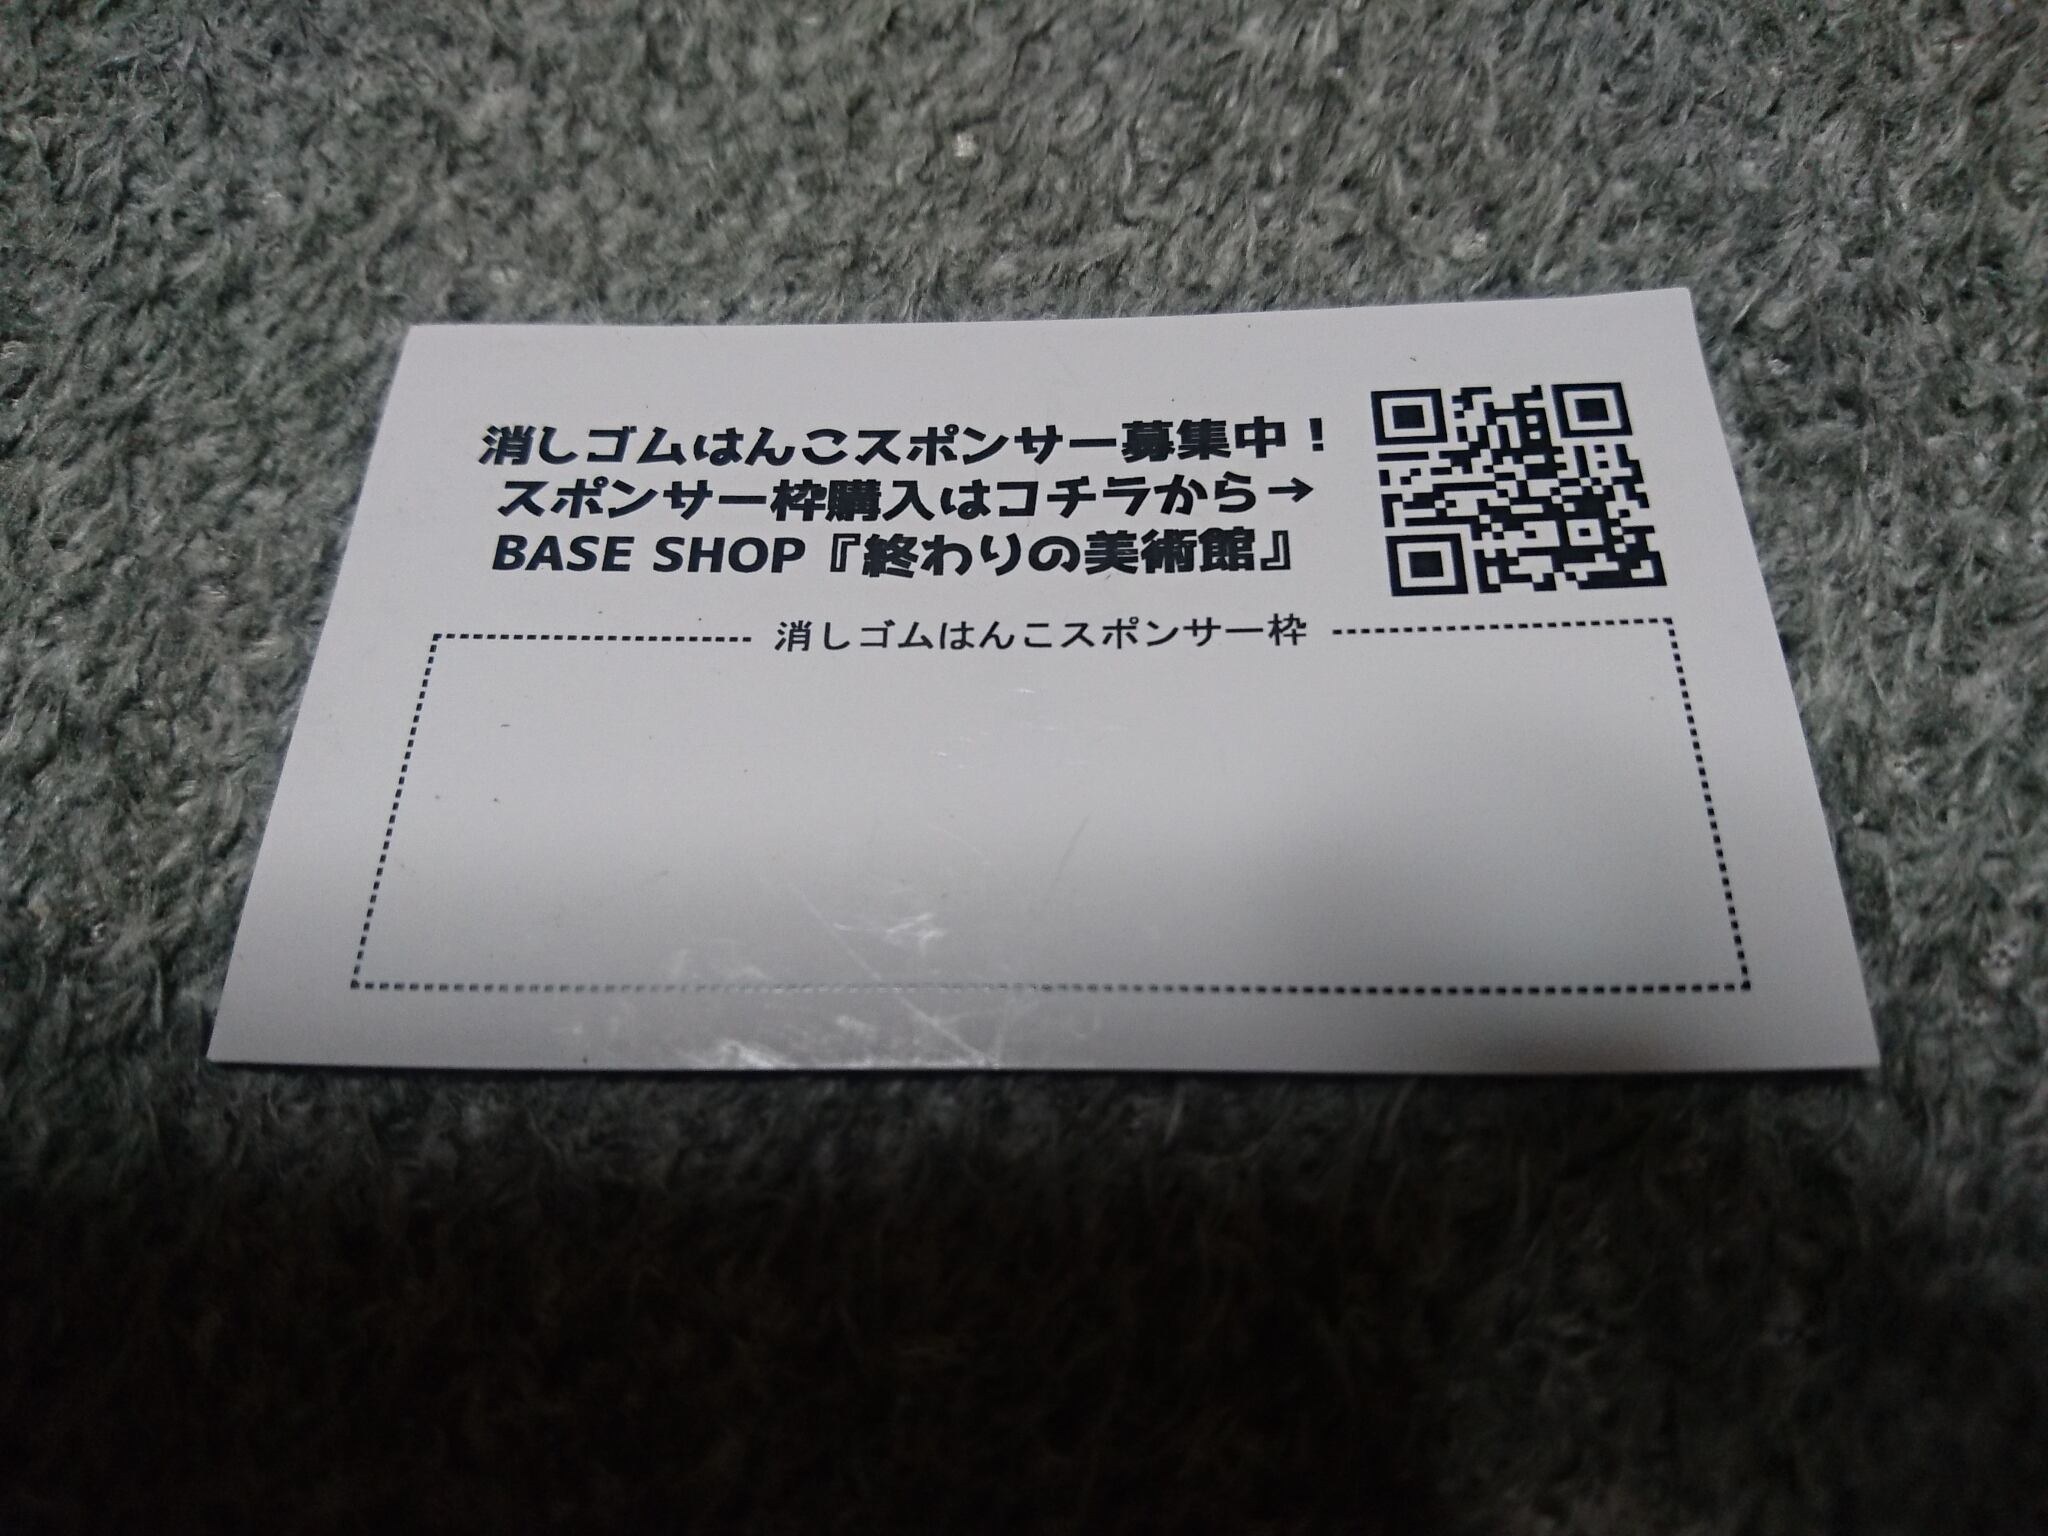 消しゴムはんこスポンサー募集中！
スポンサー枠購入はコチラから→
BASE SHOP『終わりの美術館』
消しゴムはんこスポンサー枠